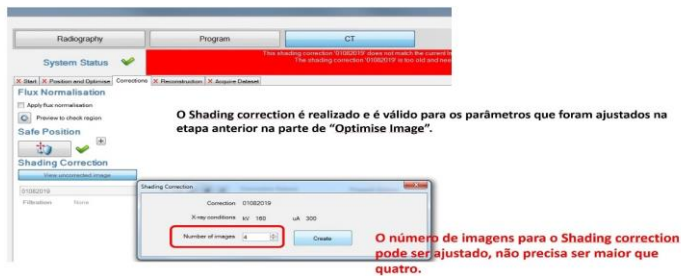 Radiography Program CT
System Status
This shading correction '01082019' does not match the current
The shading correction '01082019' is too old and
Start Position and Optimise Corrections Reconstruction Acquire Dataset
Flux Normalisation
Apply flux normalisation
Preview to check region
Safe Position
Shading Correction
View uncorrected image
01082019
Filtration None
O Shading correction é realizado e é válido para os parâmetros que foram ajustados na
etapa anterior na parte de “Optimise Image”.
Shading Correction
Correction 01082019
X-ray conditions kV 160 uA 300
Number of images 4 Create
O número de imagens para o Shading correction
pode ser ajustado, não precisa ser maior que
quatro.